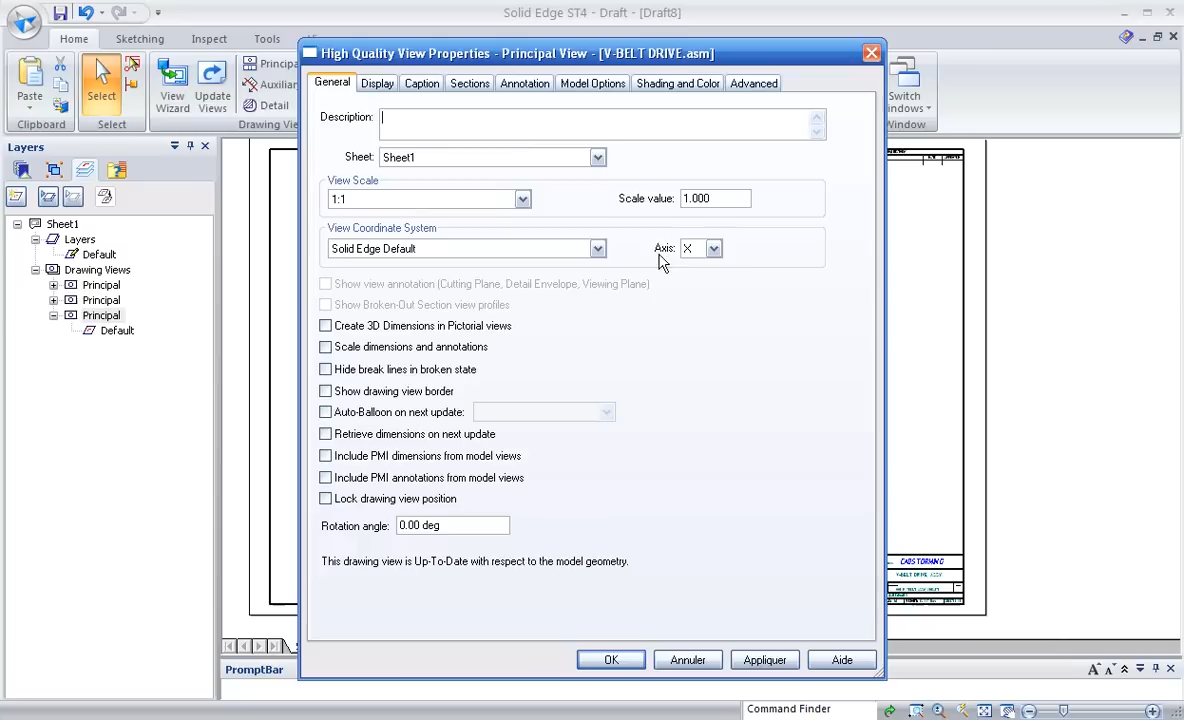 Solid Edge ST4 - Draft - [Draft8]
Home Sketching Inspect Tools
High Quality View Properties - Principal View - [V-BELT DRIVE.asm]
General Display Caption Sections Annotation Model Options Shading and Color Advanced
Paste
Clipboard
Select
Select
View Wizard
Update Views
Principa
Auxiliar
Detail
Drawing Vie
Switch
indows
Window
Layers
Sheet1
Layers
Default
Drawing Views
Principal
Principal
Principal
Default
Description:
Sheet: Sheet1
View Scale
1:1 Scale value: 1.000
View Coordinate System
Solid Edge Default Axis: X
Show view annotation (Cutting Plane, Detail Envelope, Viewing Plane)
Show Broken-Out Section view profiles
Create 3D Dimensions in Pictorial views
Scale dimensions and annotations
Hide break lines in broken state
Show drawing view border
Auto-Balloon on next update:
Retrieve dimensions on next update
Include PMI dimensions from model views
Include PMI annotations from model views
Lock drawing view position
Rotation angle: 0.00 deg
This drawing view is Up-To-Date with respect to the model geometry.
OK Annuler Appliquer Aide
CADSTORMING
V-BELT DRIVE ASSY
PromptBar
Command Finder